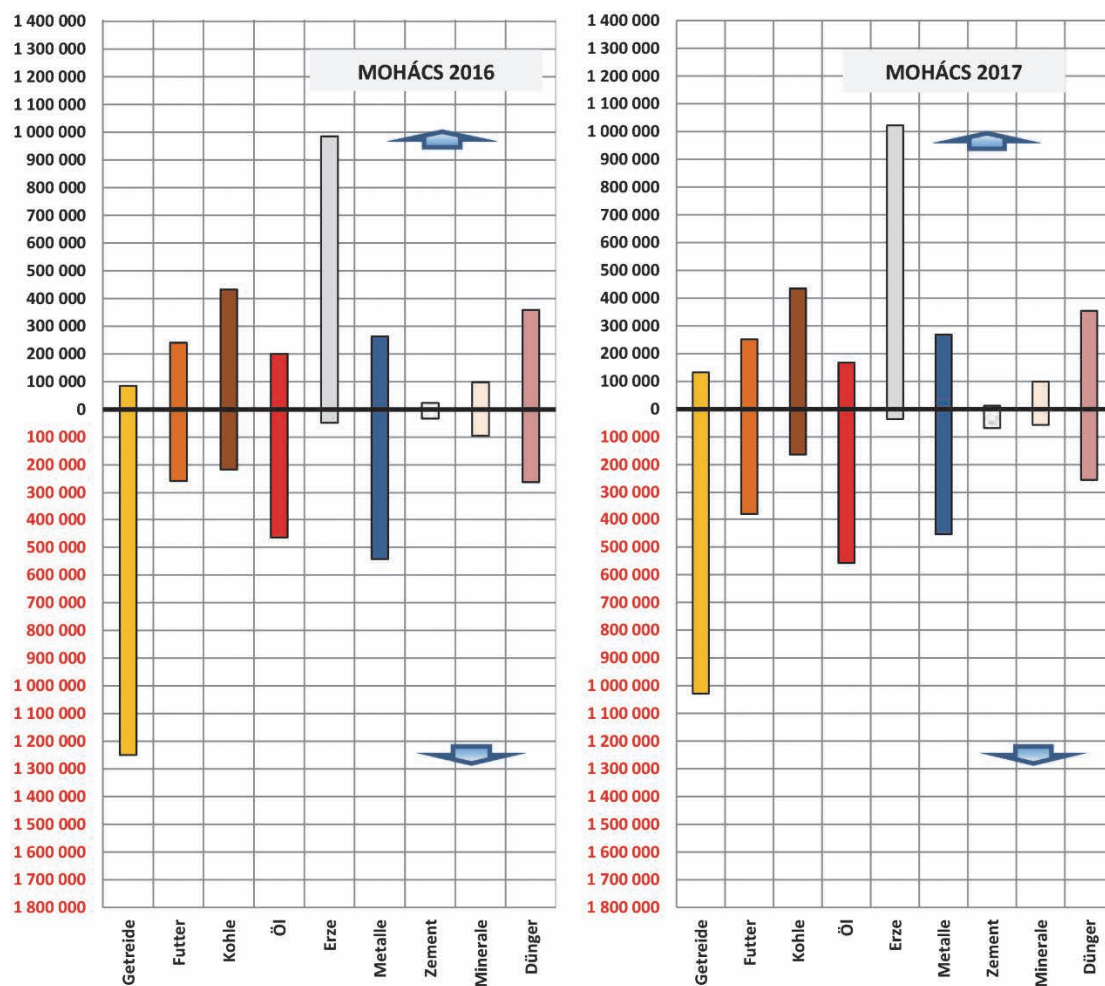 MOHÁCS 2016
1 400 000
1 300 000
1 200 000
1 100 000
1 000 000
900 000
800 000
700 000
600 000
500 000
400 000
300 000
200 000
100 000
0
100 000
200 000
300 000
400 000
500 000
600 000
700 000
800 000
900 000
1 000 000
1 100 000
1 200 000
1 300 000
1 400 000
1 500 000
1 600 000
1 700 000
1 800 000
Getreide
Futter
Kohle
Öl
Erze
Metalle
Zement
Minerale
Dünger
MOHÁCS 2017
1 400 000
1 300 000
1 200 000
1 100 000
1 000 000
900 000
800 000
700 000
600 000
500 000
400 000
300 000
200 000
100 000
0
100 000
200 000
300 000
400 000
500 000
600 000
700 000
800 000
900 000
1 000 000
1 100 000
1 200 000
1 300 000
1 400 000
1 500 000
1 600 000
1 700 000
1 800 000
Getreide
Futter
Kohle
Öl
Erze
Metalle
Zement
Minerale
Dünger